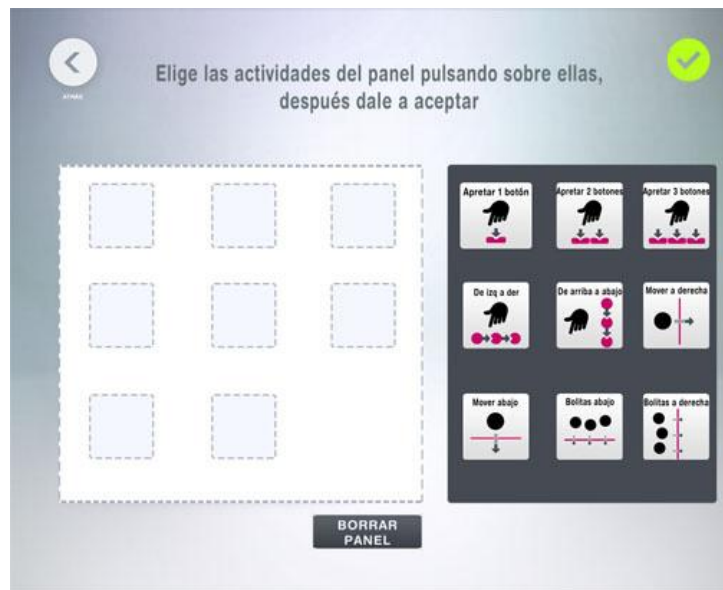 Elige las actividades del panel pulsando sobre ellas,
después dale a aceptar
Apretar 1 botón
Apretar 2 botones
Apretar 3 botones
De izq a der
De arriba a abajo
Mover a derecha
Mover abajo
Bolitas abajo
Bolitas a derecha
BORRAR
PANEL